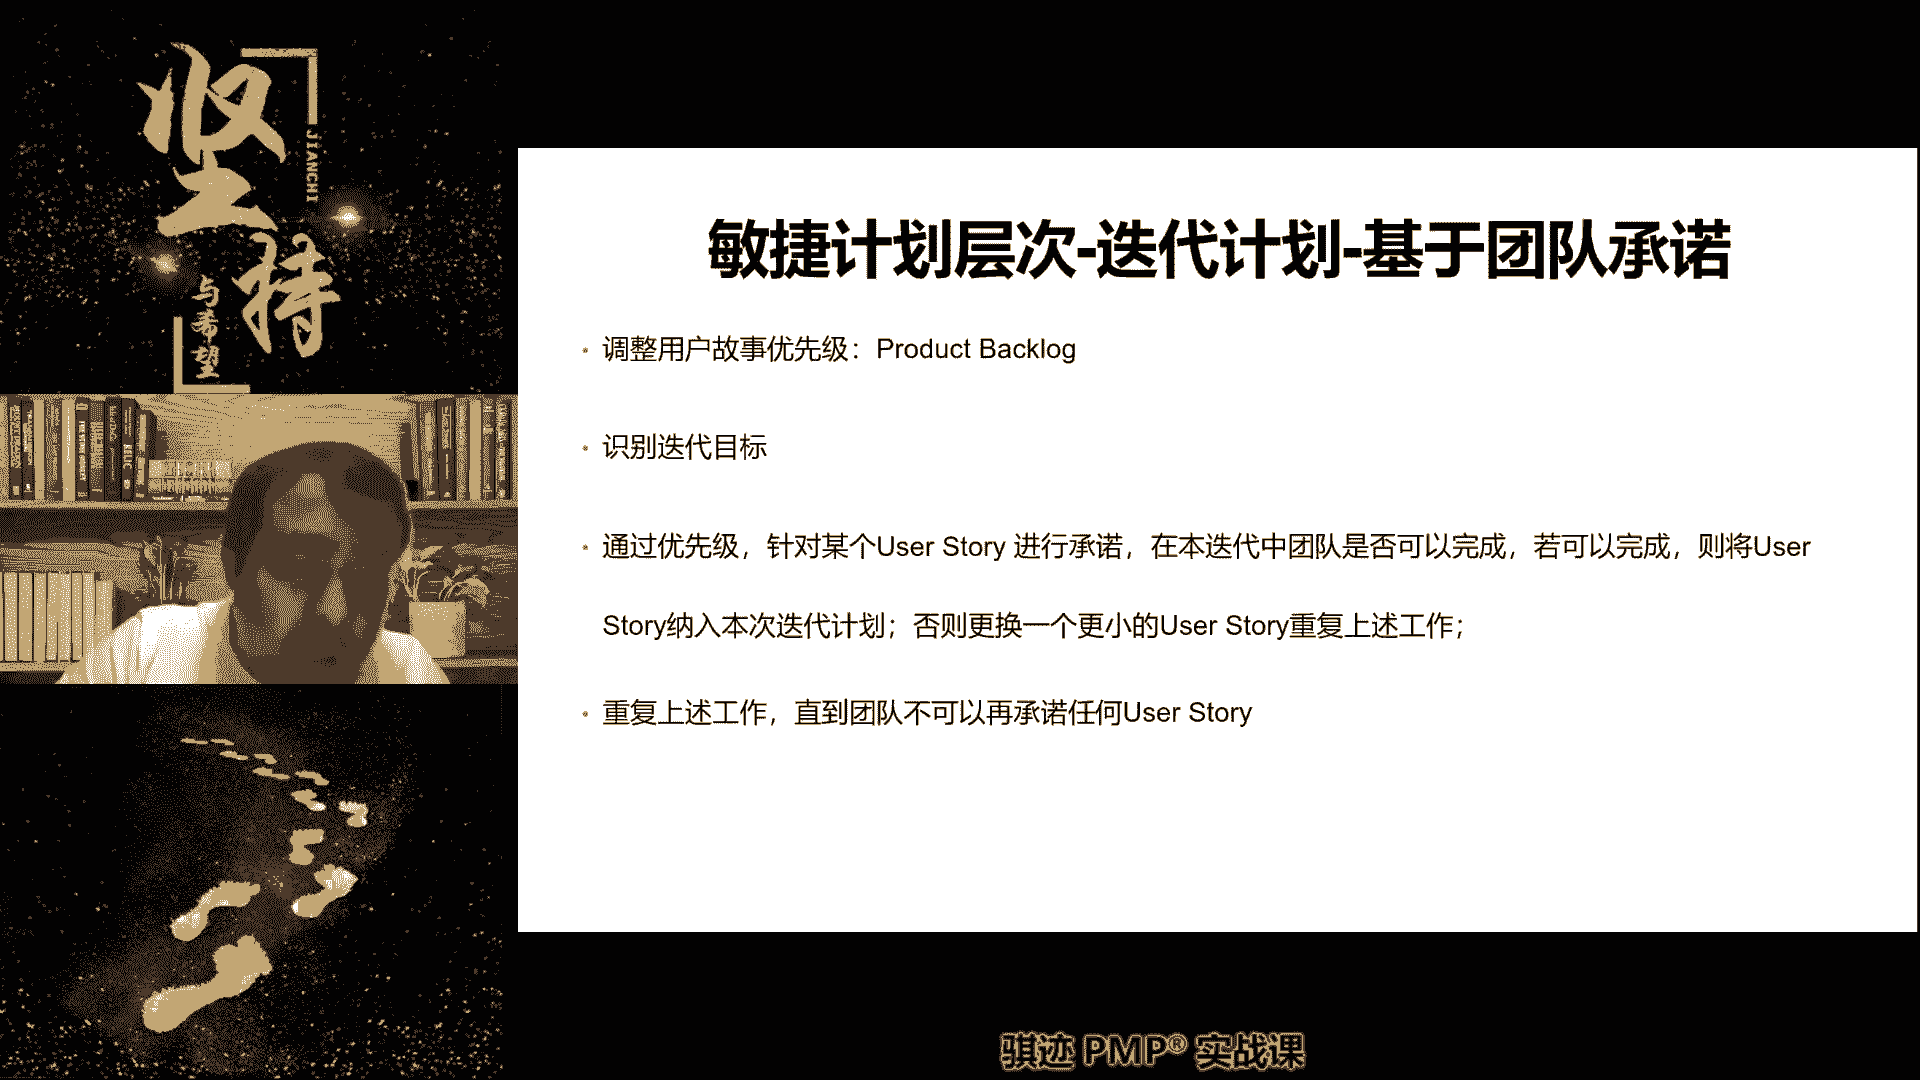 坚持
JIANCHI
与希望
敏捷计划层次-迭代计划-基于团队承诺
• 调整用户故事优先级：Product Backlog
• 识别迭代目标
• 通过优先级，针对某个User Story 进行承诺，在本迭代中团队是否可以完成，若可以完成，则将User
Story纳入本次迭代计划；否则更换一个更小的User Story重复上述工作；
• 重复上述工作，直到团队不可以再承诺任何User Story
骐迹 PMP® 实战课